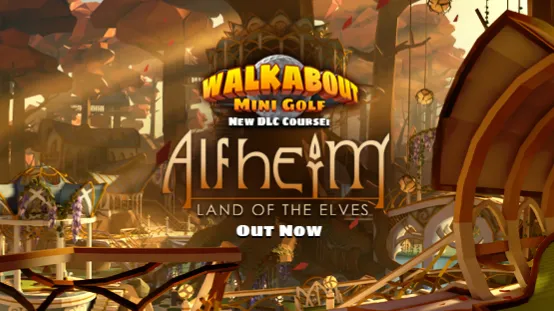 WALKABOUT
MINI GOLF
NEW DLC COURSE:
ALFHEIM
LAND OF THE ELVES
OUT NOW